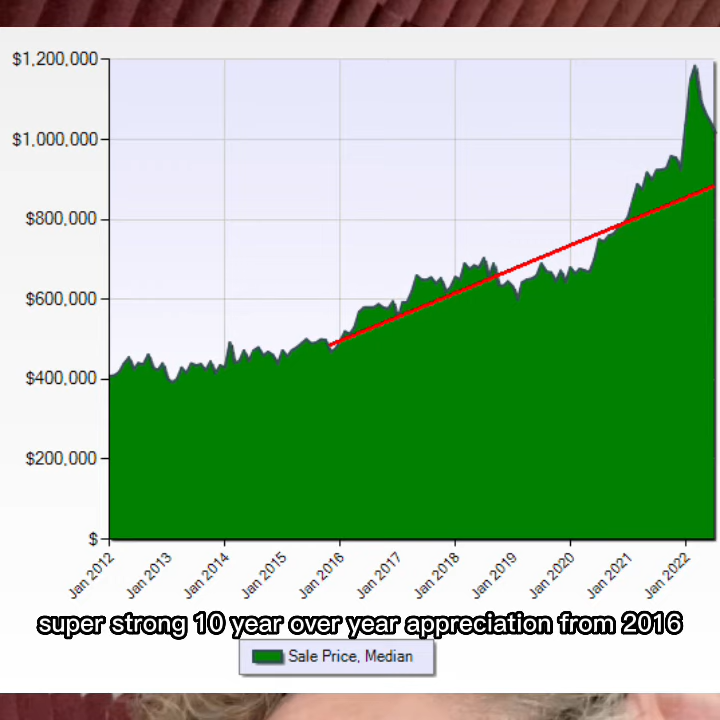 $1,200,000
$1,000,000
$800,000
$600,000
$400,000
$200,000
$
Jan 2012
Jan 2013
Jan 2014
Jan 2015
Jan 2016
Jan 2017
Jan 2018
Jan 2019
Jan 2020
Jan 2021
Jan 2022
super strong 10 year over year appreciation from 2016
Sale Price, Median